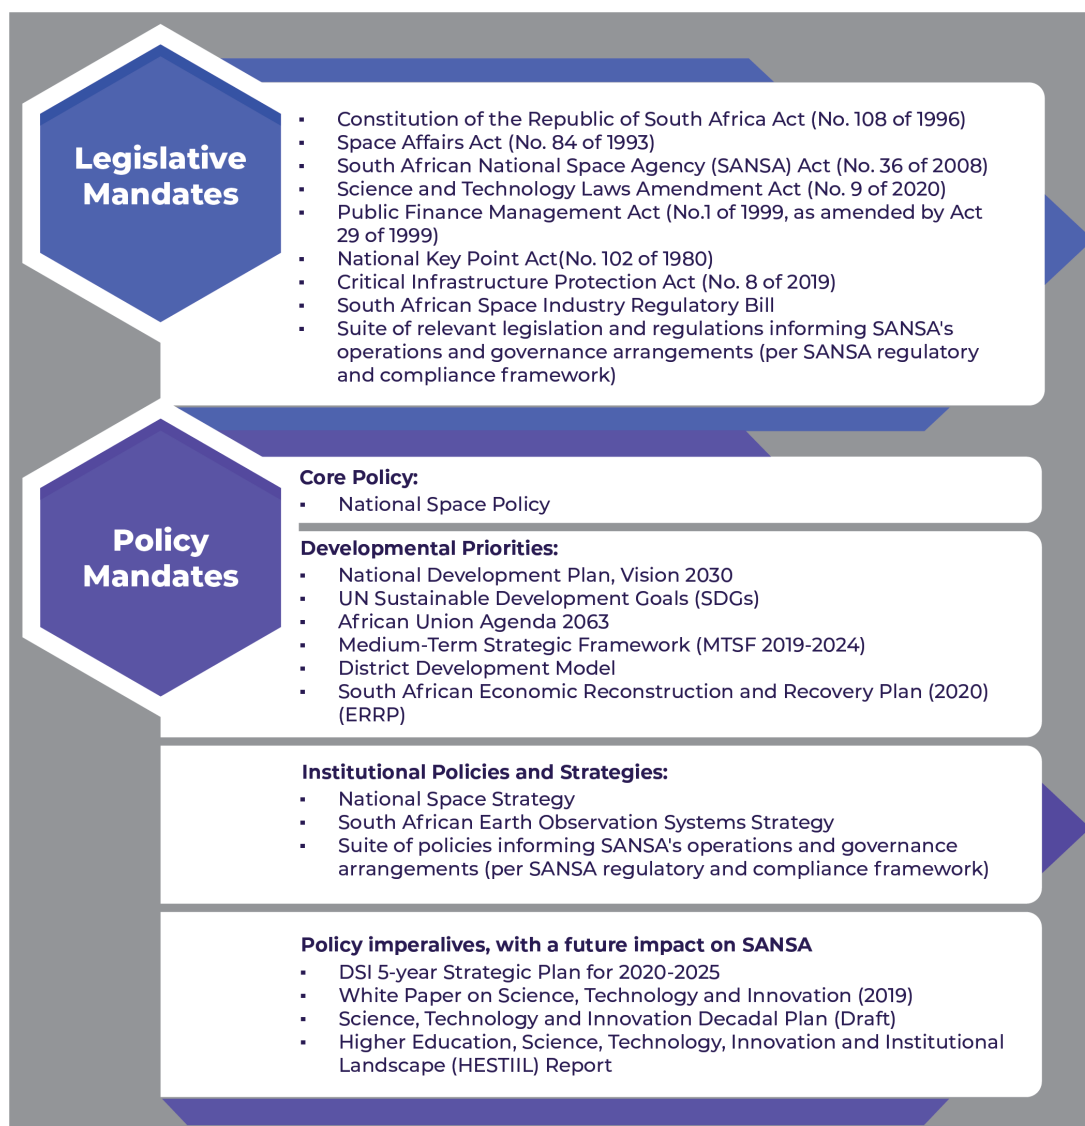 Legislative
Mandates
▪ Constitution of the Republic of South Africa Act (No. 108 of 1996)
▪ Space Affairs Act (No. 84 of 1993)
▪ South African National Space Agency (SANSA) Act (No. 36 of 2008)
▪ Science and Technology Laws Amendment Act (No. 9 of 2020)
▪ Public Finance Management Act (No.1 of 1999, as amended by Act
29 of 1999)
▪ National Key Point Act(No. 102 of 1980)
▪ Critical Infrastructure Protection Act (No. 8 of 2019)
▪ South African Space Industry Regulatory Bill
▪ Suite of relevant legislation and regulations informing SANSA's
operations and governance arrangements (per SANSA regulatory
and compliance framework)
Policy
Mandates
Core Policy:
▪ National Space Policy
Developmental Priorities:
▪ National Development Plan, Vision 2030
▪ UN Sustainable Development Goals (SDGs)
▪ African Union Agenda 2063
▪ Medium-Term Strategic Framework (MTSF 2019-2024)
▪ District Development Model
▪ South African Economic Reconstruction and Recovery Plan (2020)
(ERRP)
Institutional Policies and Strategies:
▪ National Space Strategy
▪ South African Earth Observation Systems Strategy
▪ Suite of policies informing SANSA's operations and governance
arrangements (per SANSA regulatory and compliance framework)
Policy imperalives, with a future impact on SANSA
▪ DSI 5-year Strategic Plan for 2020-2025
▪ White Paper on Science, Technology and Innovation (2019)
▪ Science, Technology and Innovation Decadal Plan (Draft)
▪ Higher Education, Science, Technology, Innovation and Institutional
Landscape (HESTIIL) Report